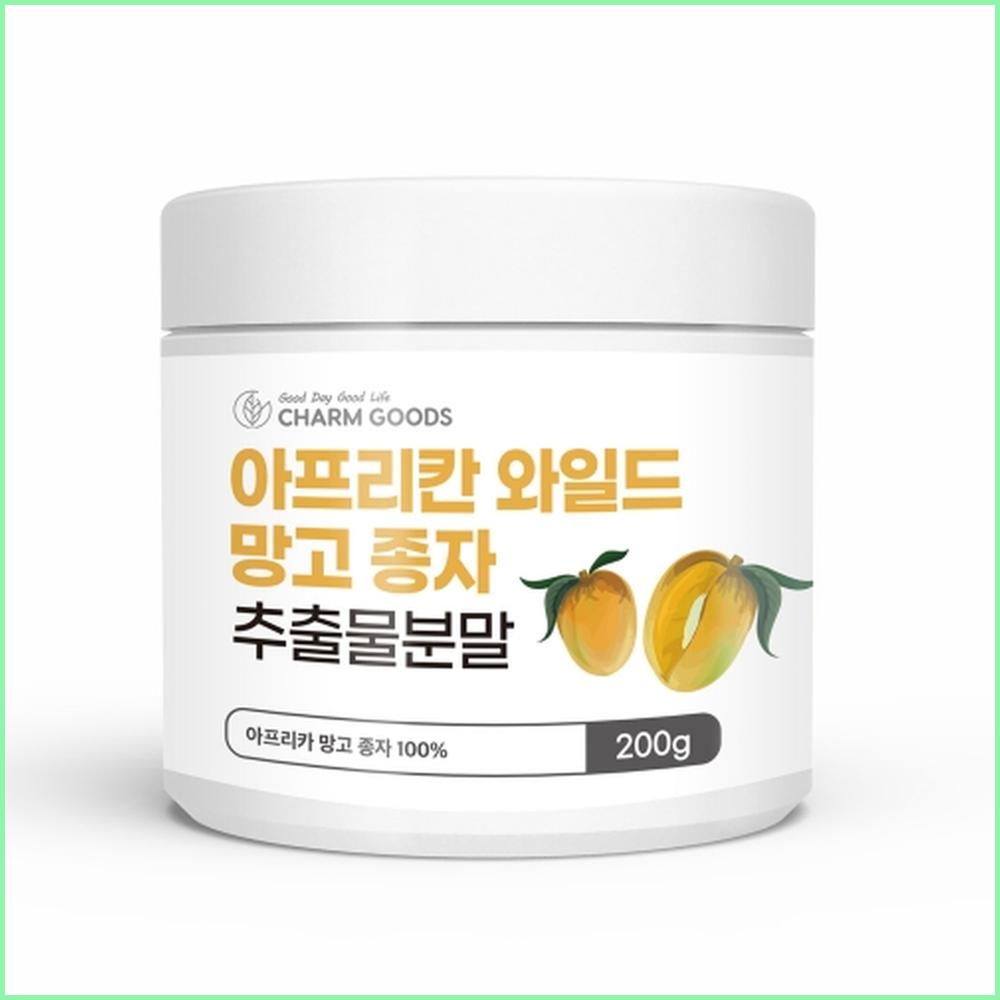 Good Day Good Life
CHARM GOODS
아프리칸 와일드
망고 종자
추출물분말
아프리카 망고 종자 100%
200g